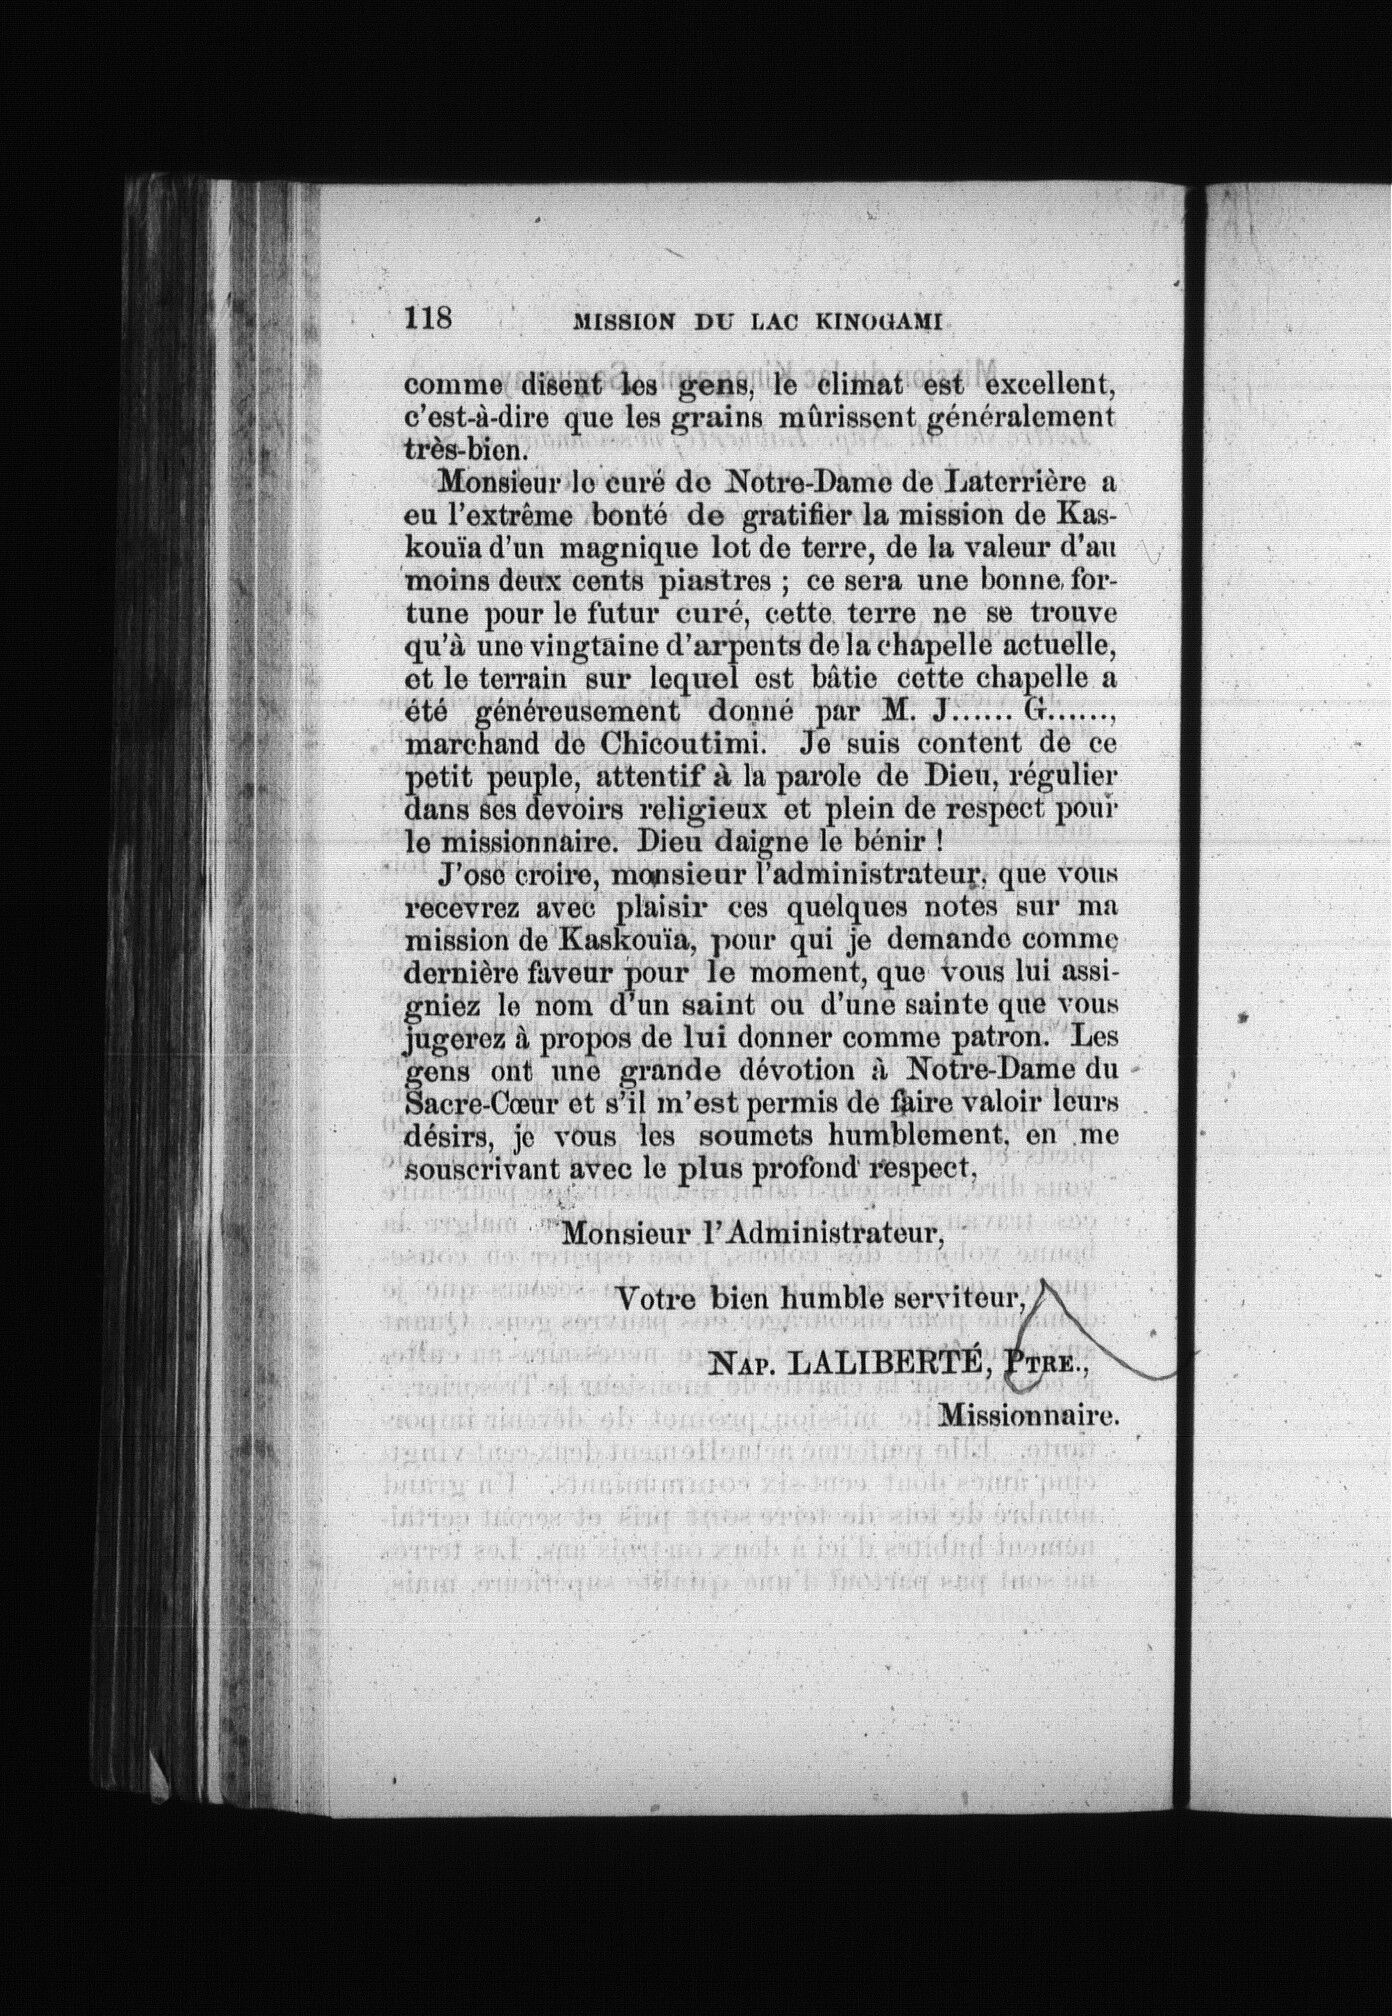 118 MISSION DU LAC KINOGAMI
comme disent les gens, le climat est excellent,
c'est-à-dire que les grains mûrissent généralement
très-bien.
Monsieur le curé de Notre-Dame de Laterrière a
eu l'extrême bonté de gratifier la mission de Kas-
kouïa d'un magnique lot de terre, de la valeur d'au
moins deux cents piastres ; ce sera une bonne for-
tune pour le futur curé, cette terre ne se trouve
qu'à une vingtaine d'arpents de la chapelle actuelle,
et le terrain sur lequel est bâtie cette chapelle a
été généreusement donné par M. J...... G......,
marchand de Chicoutimi. Je suis content de ce
petit peuple, attentif à la parole de Dieu, régulier
dans ses devoirs religieux et plein de respect pour
le missionnaire. Dieu daigne le bénir !
J'ose croire, monsieur l'administrateur, que vous
recevrez avec plaisir ces quelques notes sur ma
mission de Kaskouïa, pour qui je demande comme
dernière faveur pour le moment, que vous lui assi-
gniez le nom d'un saint ou d'une sainte que vous
jugerez à propos de lui donner comme patron. Les
gens ont une grande dévotion à Notre-Dame du
Sacre-Cœur et s'il m'est permis de faire valoir leurs
désirs, je vous les soumets humblement, en me
souscrivant avec le plus profond respect,
Monsieur l'Administrateur,
Votre bien humble serviteur,
NAP. LALIBERTÉ, PTRE.,
Missionnaire.